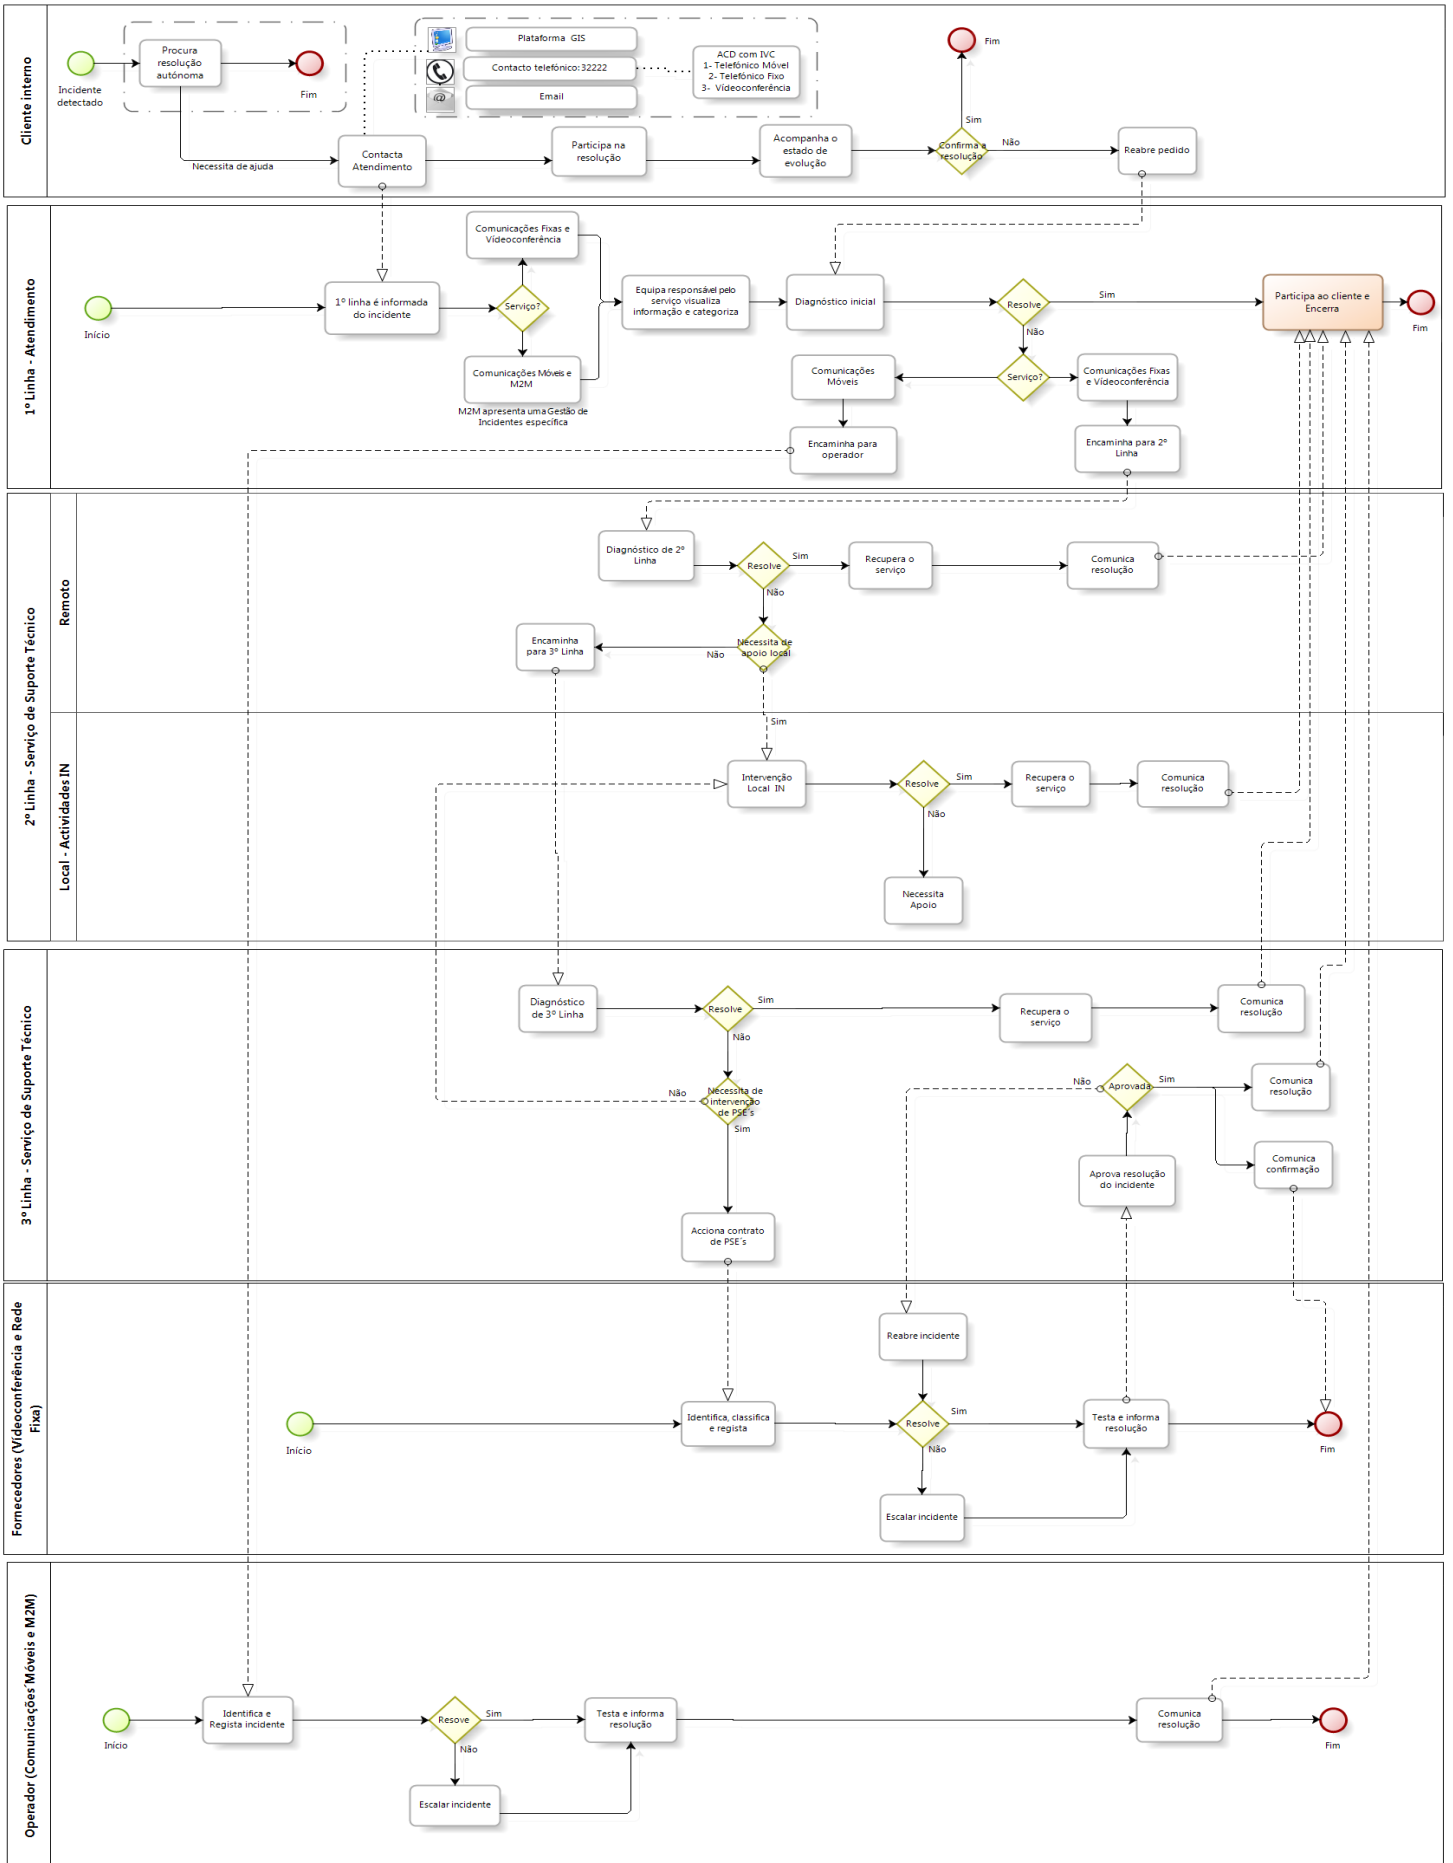 Cliente interno
Procura
resolução
autónoma
Incidente
detectado
Fim
Necessita de ajuda
Plataforma GIS
Contacto telefónico:32222
Email
@
ACD com IVC
1- Telefónico Móvel
2- Telefónico Fixo
3- Vídeoconferência
Contacta
Atendimento
Participa na
resolução
Acompanha o
estado de
evolução
Fim
Sim
Confirma a
resolução
Não
Reabre pedido
1º Linha - Atendimento
Início
1º linha é informada
do incidente
Serviço?
Comunicações Fixas e
Vídeoconferência
Comunicações Móveis e
M2M
M2M apresenta uma Gestão de
Incidentes específica
Equipa responsável pelo
serviço visualiza
informação e categoriza
Diagnóstico inicial
Resolve
Sim
Não
Participa ao cliente e
Encerra
Fim
Serviço?
Comunicações
Móveis
Comunicações Fixas
e Vídeoconferência
Encaminha para
operador
Encaminha para 2º
Linha
2º Linha - Serviço de Suporte Técnico
Remoto
Diagnóstico de 2º
Linha
Resolve
Sim
Não
Recupera o
serviço
Comunica
resolução
Necessita de
apoio local
Não
Encaminha
para 3º Linha
Sim
Local - Actividades IN
Intervenção
Local IN
Resolve
Sim
Não
Recupera o
serviço
Comunica
resolução
Necessita
Apoio
3º Linha - Serviço de Suporte Técnico
Diagnóstico
de 3º Linha
Resolve
Sim
Não
Recupera o
serviço
Comunica
resolução
Necessita de
intervenção
de PSE´s
Não
Sim
Acciona contrato
de PSE´s
Não
Aprovada
Sim
Comunica
resolução
Comunica
confirmação
Aprova resolução
do incidente
Fornecedores (Vídeoconferência e Rede
Fixa)
Início
Identifica, classifica
e regista
Reabre incidente
Resolve
Sim
Não
Escalar incidente
Testa e informa
resolução
Fim
Operador (Comunicações Móveis e M2M)
Início
Identifica e
Regista incidente
Resove
Sim
Não
Escalar incidente
Testa e informa
resolução
Comunica
resolução
Fim